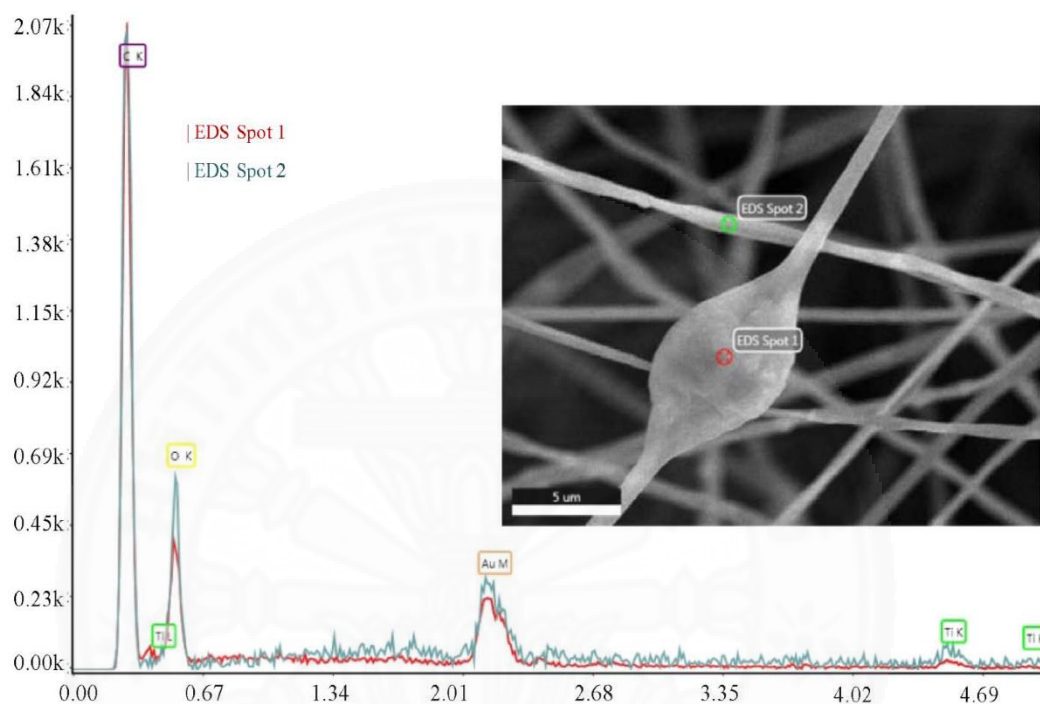 2.07k
1.84k
1.61k
1.38k
1.15k
0.92k
0.69k
0.45k
0.23k
0.00k
C K
EDS Spot 1
EDS Spot 2
O K
Ti L
Au M
Ti K
EDS Spot 2
EDS Spot 1
5 um
0.00 0.67 1.34 2.01 2.68 3.35 4.02 4.69